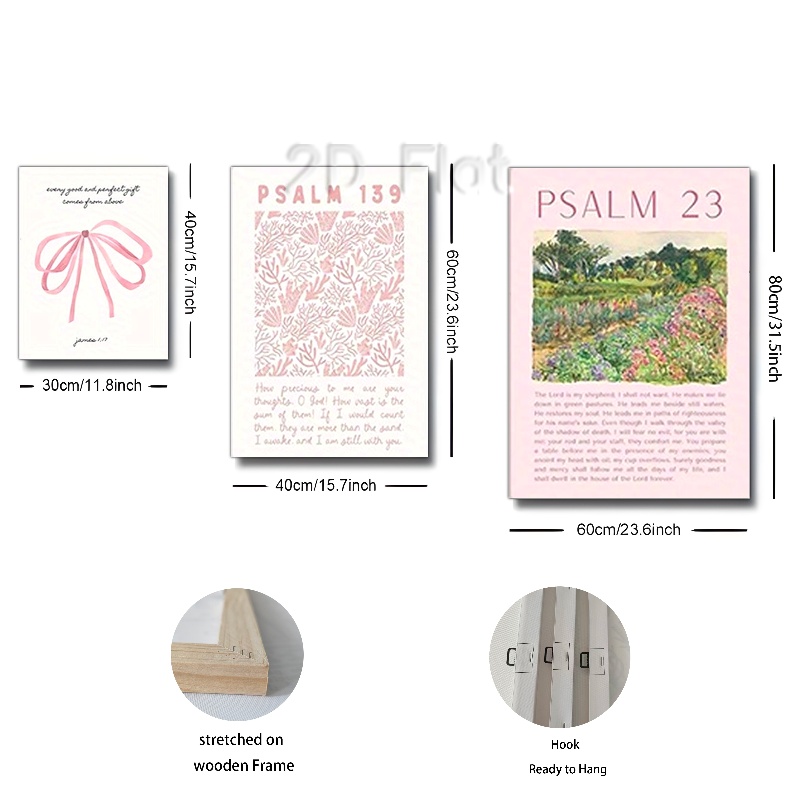 2D Flat
every good and perfect gift
comes from above
james 1:17
40cm/15.7inch
30cm/11.8inch
PSALM 139
How precious to me are your
thoughts, O God! How vast is the
sum of them! If I would count
them, they are more than the sand.
I awake, and I am still with you.
60cm/23.6inch
40cm/15.7inch
PSALM 23
The Lord is my shepherd, I shall not want. He makes me lie
down in green pastures. He leads me beside still waters.
He restores my soul. He leads me in paths of righteousness
for his name's sake. Even though I walk through the valley
of the shadow of death, I will fear no evil, for you are with
me; your rod and your staff, they comfort me. You prepare
a table before me in the presence of my enemies, you
anoint my head with oil; my cup overflows. Surely goodness
and mercy shall follow me all the days of my life, and I
shall dwell in the house of the Lord forever.
80cm/31.5inch
60cm/23.6inch
stretched on
wooden Frame
Hook
Ready to Hang